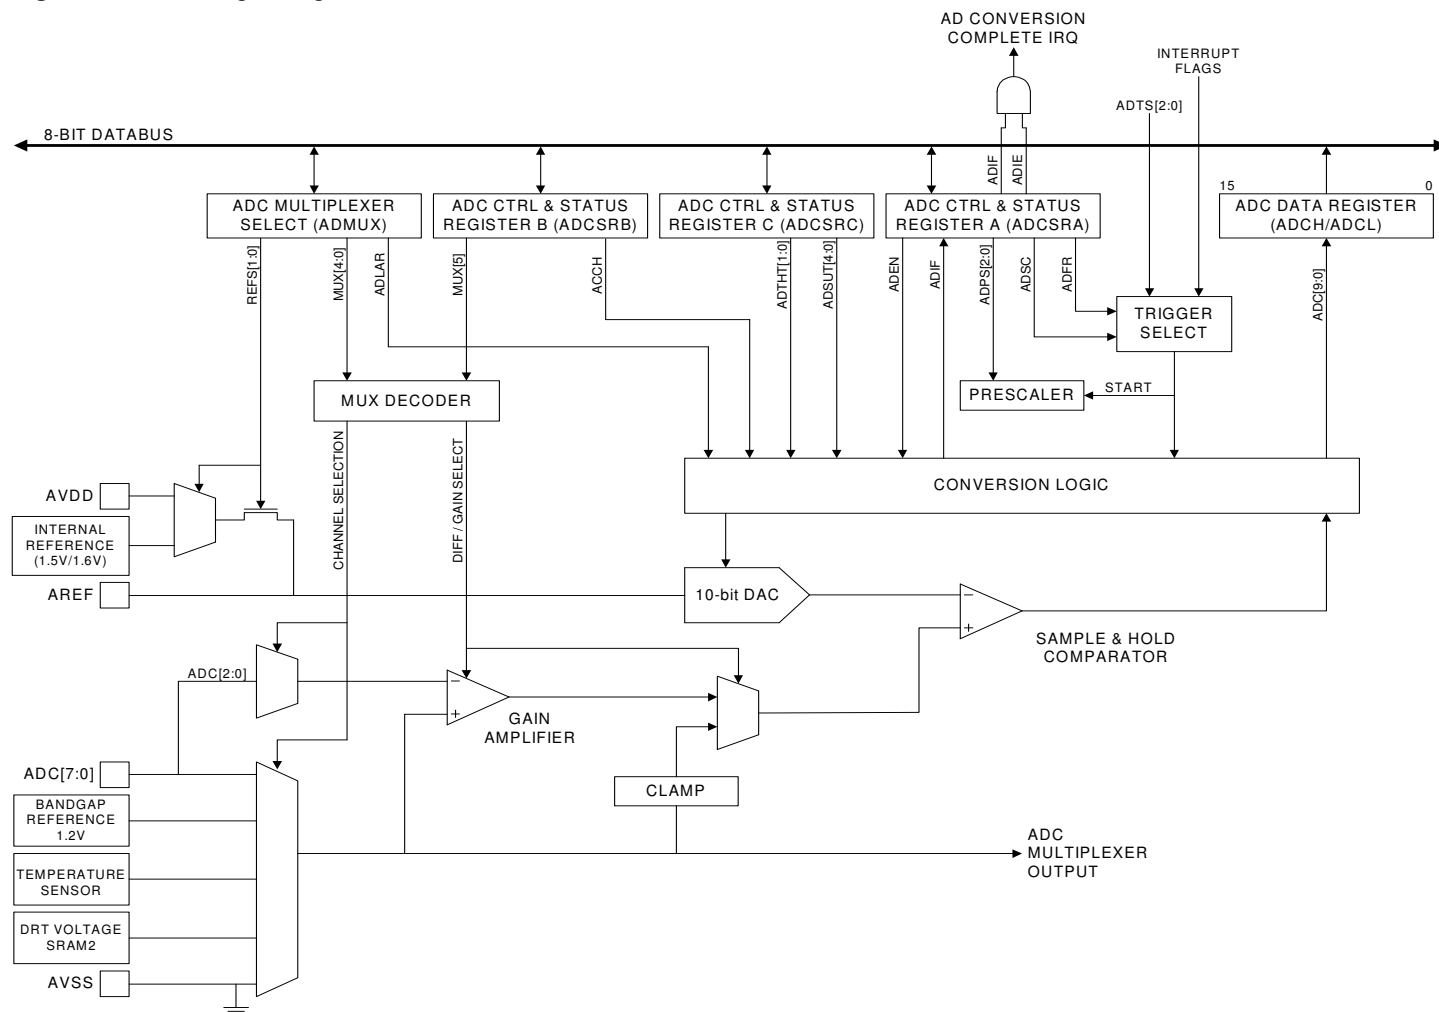 AD CONVERSION
COMPLETE IRQ
INTERRUPT
FLAGS
ADTS[2:0]
8-BIT DATABUS
ADIF
ADIE
15
0
ADC MULTIPLEXER
SELECT (ADMUX)
ADC CTRL & STATUS
REGISTER B (ADCSRB)
ADC CTRL & STATUS
REGISTER C (ADCSRC)
ADC CTRL & STATUS
REGISTER A (ADCSRA)
ADC DATA REGISTER
(ADCH/ADCL)
REFS[1:0]
MUX[4:0]
ADLAR
MUX[5]
ACCH
ADTHT[1:0]
ADSUT[4:0]
ADEN
ADIF
ADPS[2:0]
ADSC
ADFR
ADC[9:0]
TRIGGER
SELECT
MUX DECODER
PRESCALER
START
CHANNEL SELECTION
DIFF / GAIN SELECT
CONVERSION LOGIC
AVDD
INTERNAL
REFERENCE
(1.5V/1.6V)
AREF
10-bit DAC
−
+
SAMPLE & HOLD
COMPARATOR
ADC[2:0]
−
+
GAIN
AMPLIFIER
ADC[7:0]
CLAMP
BANDGAP
REFERENCE
1.2V
ADC
MULTIPLEXER
OUTPUT
TEMPERATURE
SENSOR
DRT VOLTAGE
SRAM2
AVSS